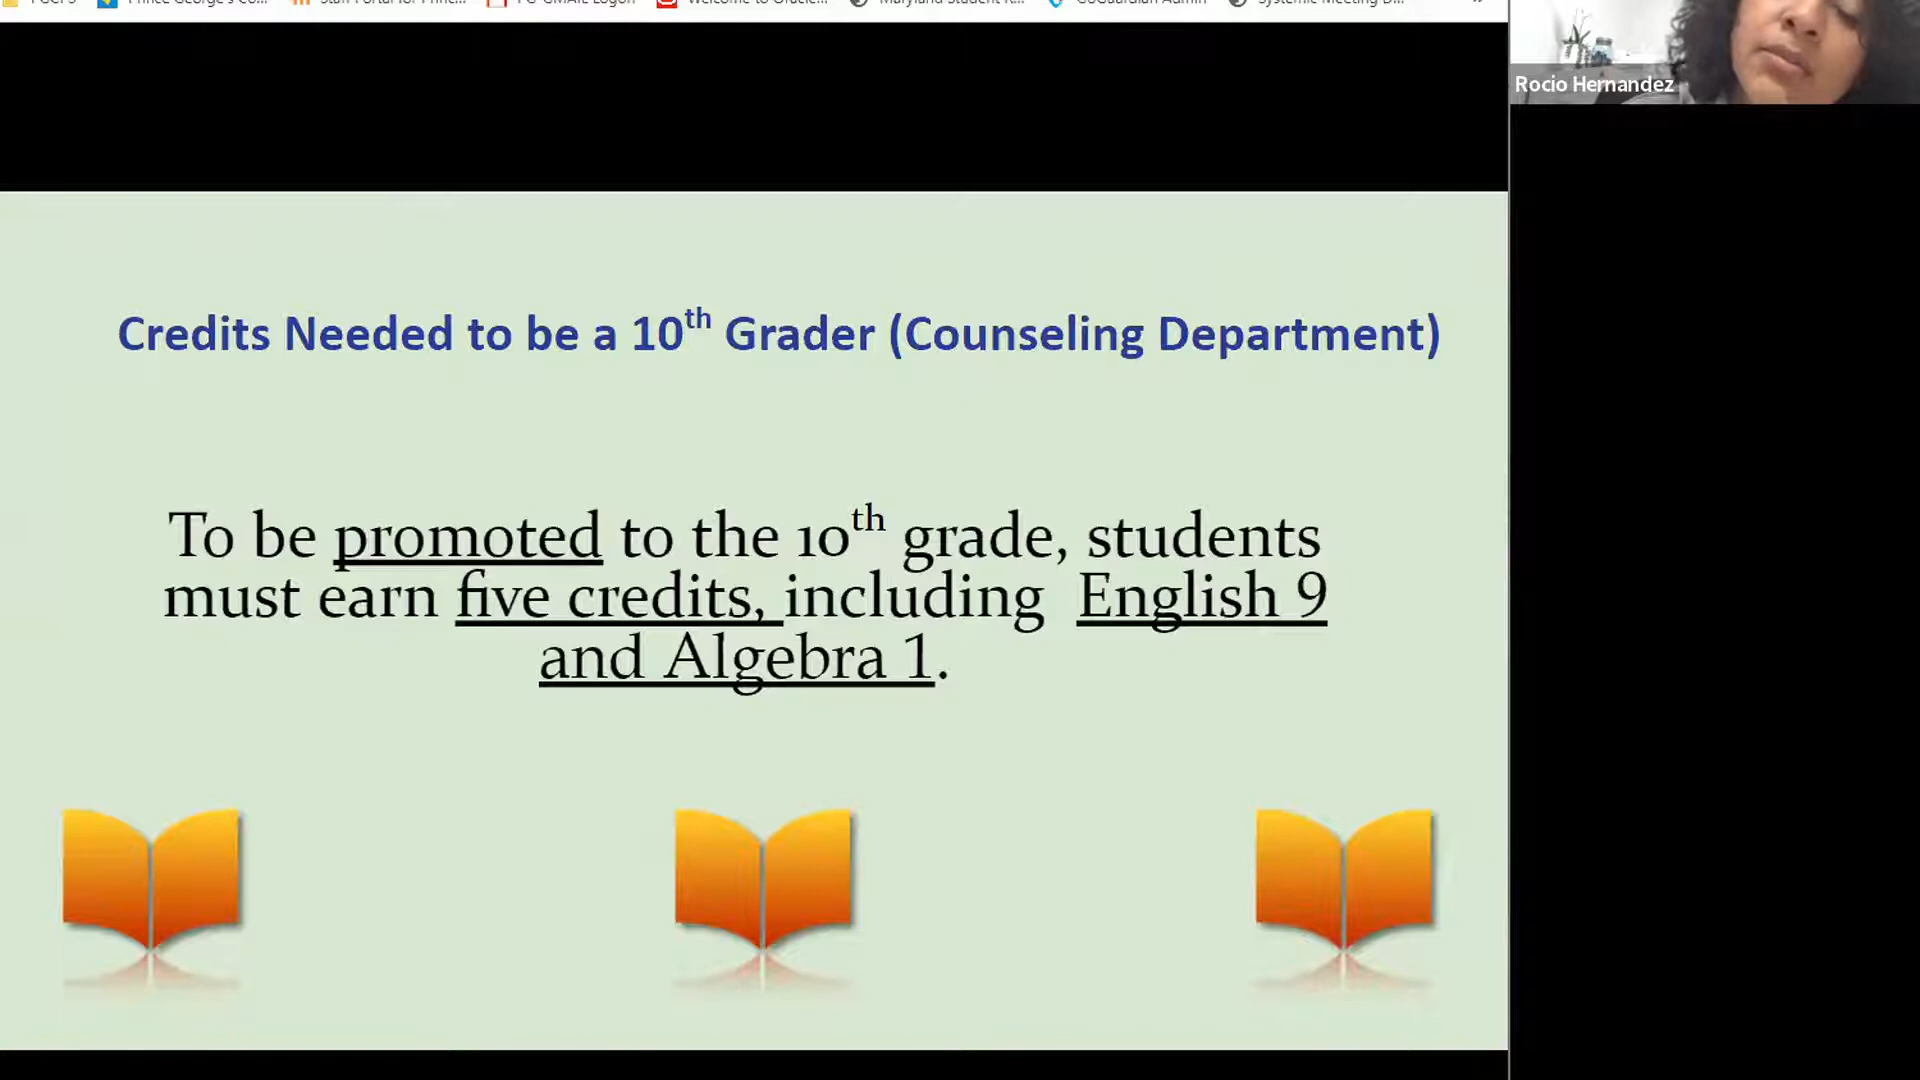 Rocio Hernandez
Credits Needed to be a 10th Grader (Counseling Department)
To be promoted to the 10th grade, students
must earn five credits, including English 9
and Algebra 1.